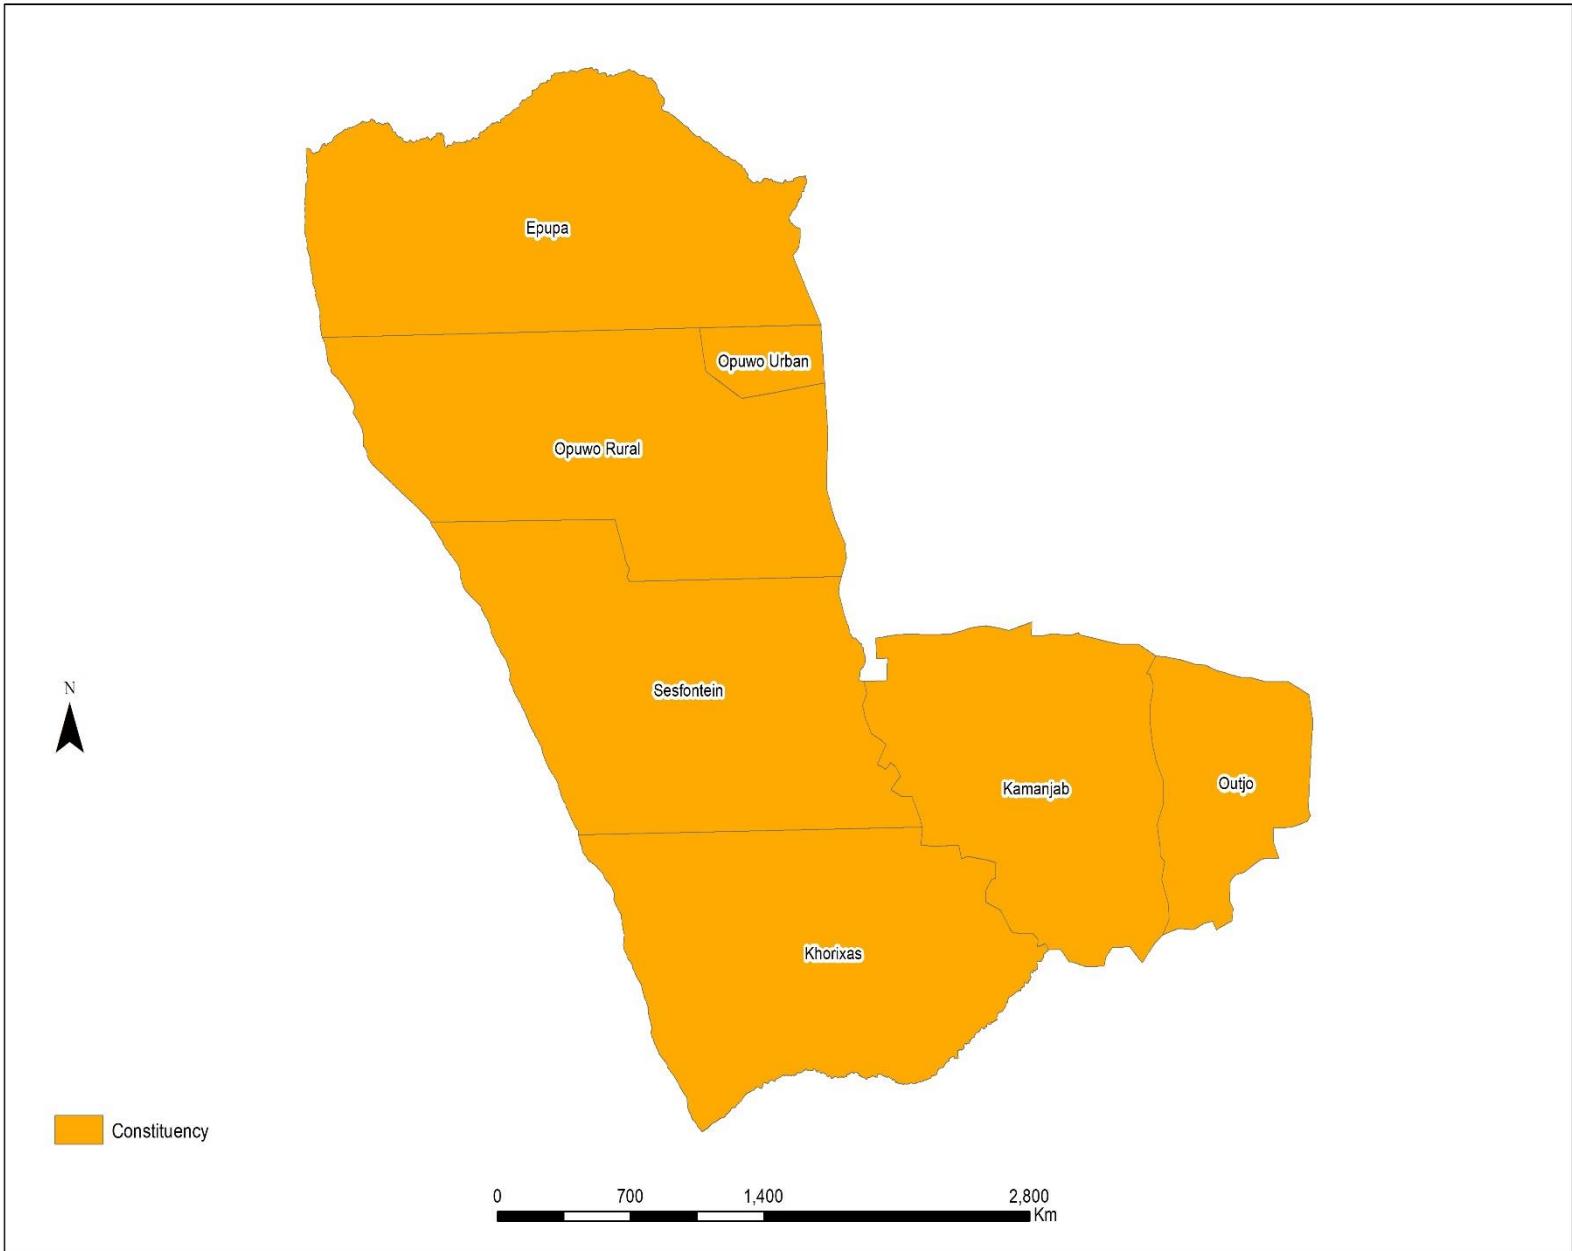 Epupa
Opuwo Urban
Opuwo Rural
Sesfontein
N
Kamanjab
Outjo
Khorixas
Constituency
0 700 1,400 2,800
Km